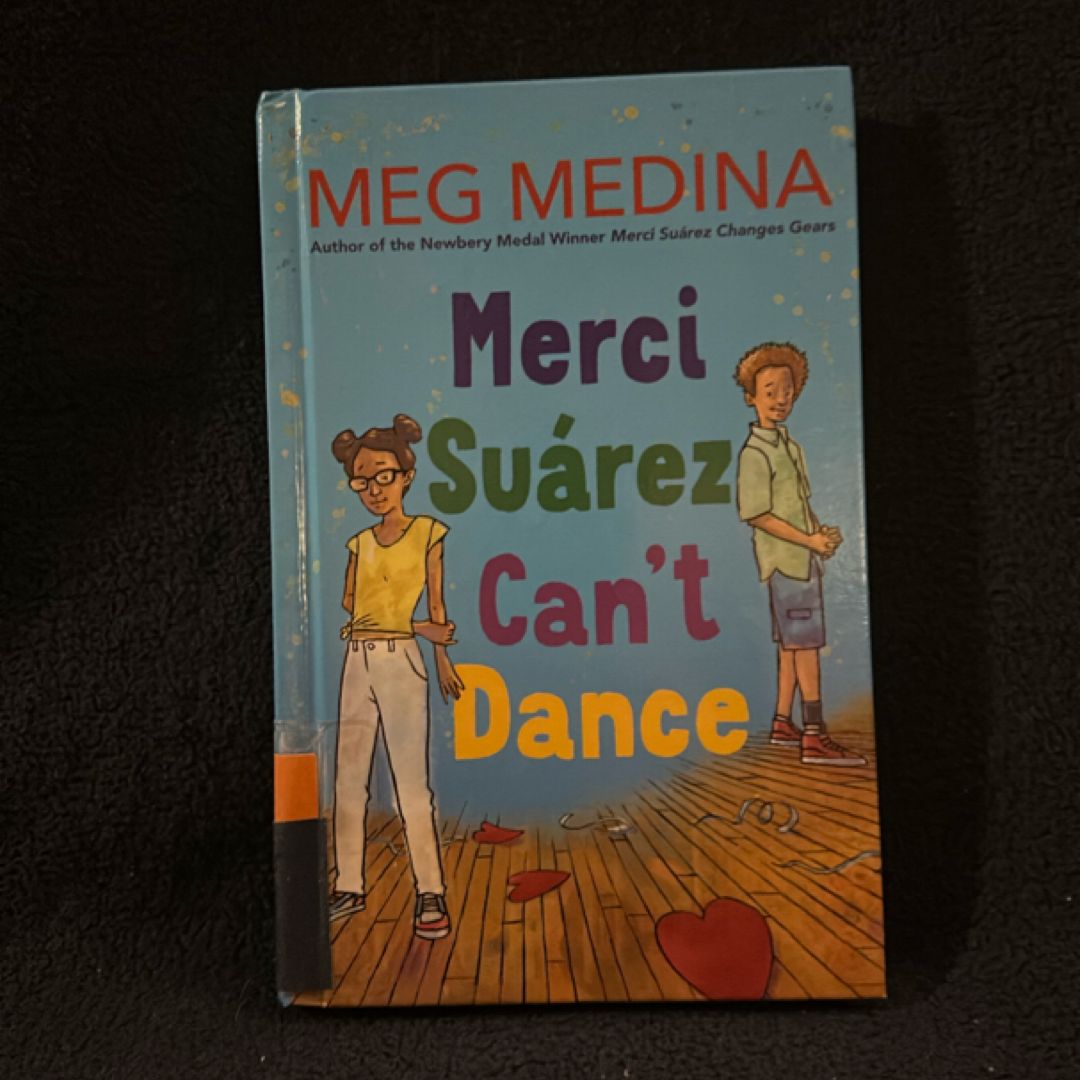 MEG MEDINA
Author of the Newbery Medal Winner Merci Suárez Changes Gears
Merci
Suárez
Can't
Dance